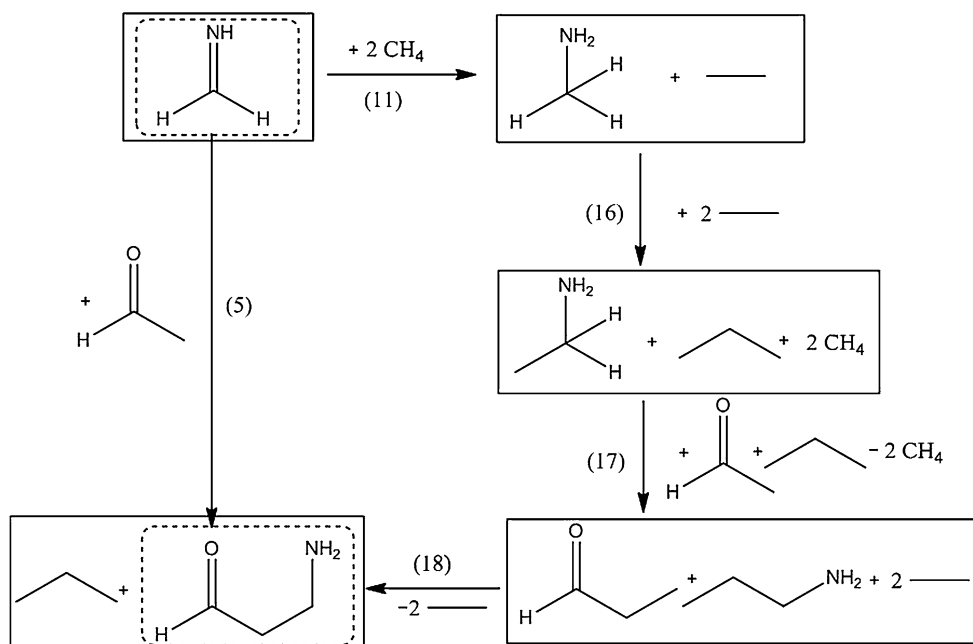 NH
H H
+ 2 CH₄
(11)
NH₂
H
H H
+
(16)
+ 2
O
+
H
(5)
NH₂
H
H
+
+
2 CH₄
(17)
O
+
H
+
− 2 CH₄
+
O
H
NH₂
(18)
−2
O
H
+
NH₂
+ 2